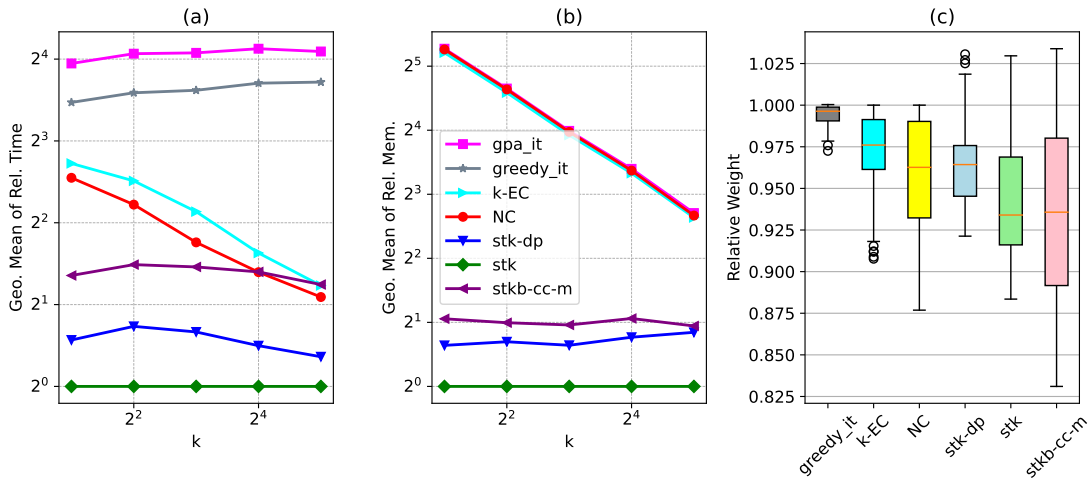 (a)
Geo. Mean of Rel. Time
2^4
2^3
2^2
2^1
2^0
2^2
2^4
k
(b)
Geo. Mean of Rel. Mem.
2^5
2^4
2^3
2^2
2^1
2^0
gpa_it
greedy_it
k-EC
NC
stk-dp
stk
stkb-cc-m
2^2
2^4
k
(c)
Relative Weight
1.025
1.000
0.975
0.950
0.925
0.900
0.875
0.850
0.825
greedy_it
k-EC
NC
stk-dp
stk
stkb-cc-m